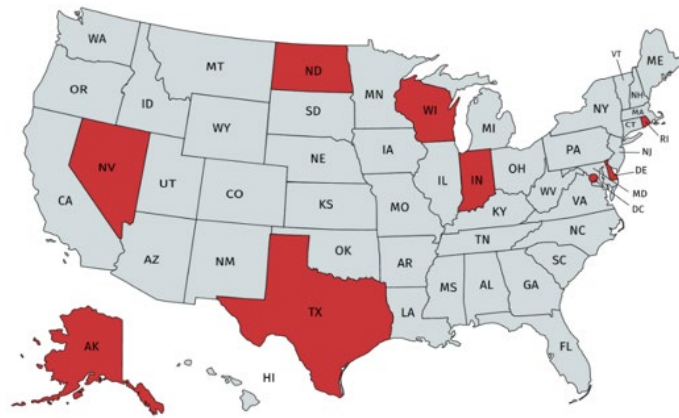 WA
MT
ND
MN
VT
ME
OR
ID
SD
WI
NH
WY
MI
NY
MA
CT
RI
NV
NE
IA
PA
NJ
UT
IL
IN
OH
DE
CA
CO
KS
MO
WV
VA
MD
KY
DC
AZ
NM
OK
AR
TN
NC
SC
TX
MS
AL
GA
LA
AK
HI
FL